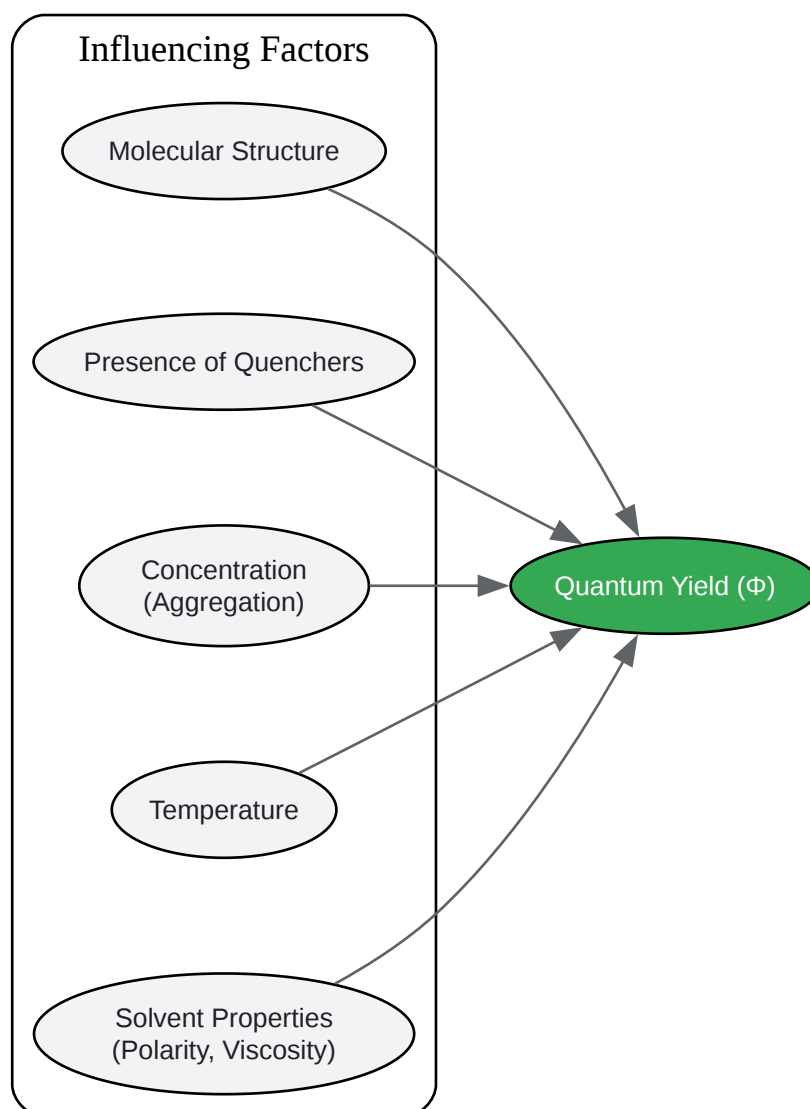 Influencing Factors
Molecular Structure
Presence of Quenchers
Concentration
(Aggregation)
Quantum Yield (Φ)
Temperature
Solvent Properties
(Polarity, Viscosity)